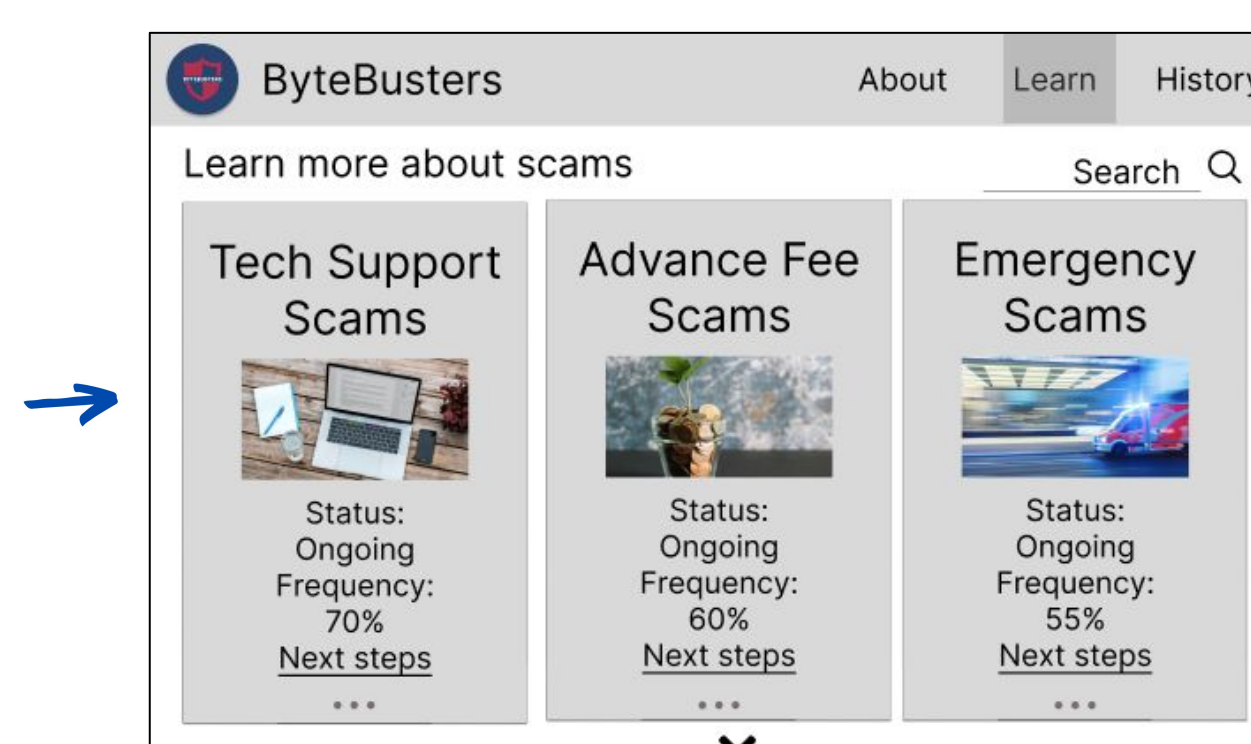 ByteBusters
About
Learn
History
Learn more about scams
Search
Tech Support
Scams
Status:
Ongoing
Frequency:
70%
Next steps
Advance Fee
Scams
Status:
Ongoing
Frequency:
60%
Next steps
Emergency
Scams
Status:
Ongoing
Frequency:
55%
Next steps